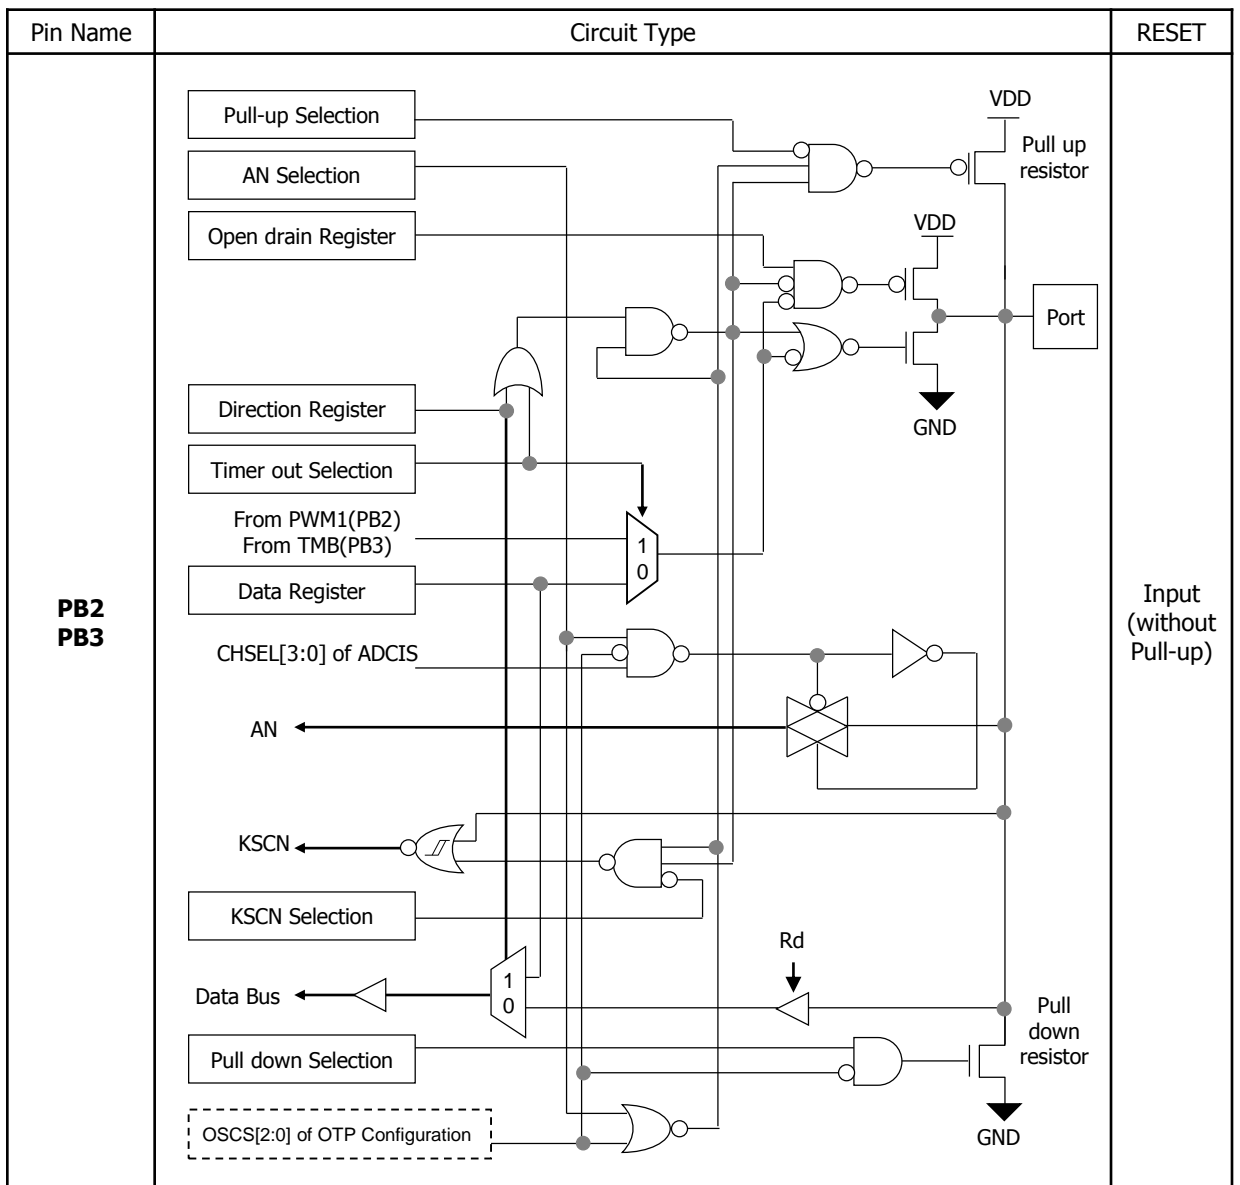 Pin Name
Circuit Type
RESET
PB2
PB3
Pull-up Selection
AN Selection
Open drain Register
Direction Register
Timer out Selection
From PWM1(PB2)
From TMB(PB3)
Data Register
CHSEL[3:0] of ADCIS
AN
KSCN
KSCN Selection
Data Bus
Pull down Selection
OSCS[2:0] of OTP Configuration
VDD
Pull up
resistor
VDD
Port
GND
1
0
Rd
1
0
Pull
down
resistor
GND
Input
(without
Pull-up)